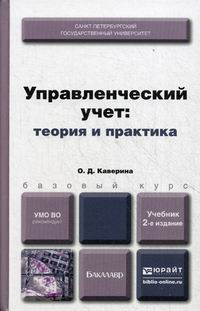 САНКТ-ПЕТЕРБУРГСКИЙ
ГОСУДАРСТВЕННЫЙ УНИВЕРСИТЕТ
Управленческий
учет:
теория и практика
О. Д. Каверина
базовый курс
УМО ВО
рекомендует
Учебник
2-е издание
Бакалавр
юрайт
biblio-online.ru